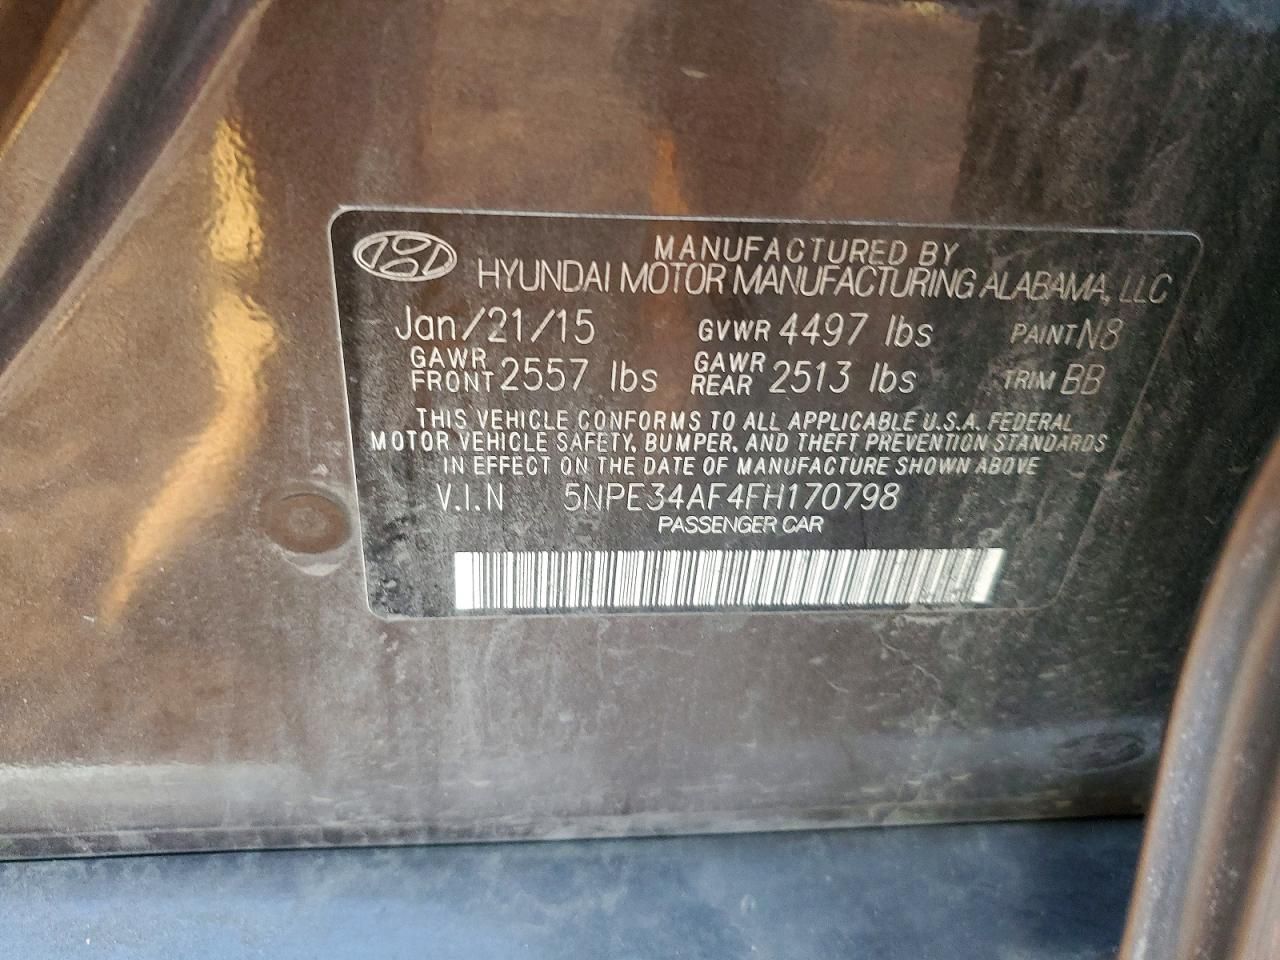 MANUFACTURED BY
HYUNDAI MOTOR MANUFACTURING ALABAMA, LLC
Jan/21/15 GVWR 4497 lbs PAINT N8
GAWR FRONT 2557 lbs GAWR REAR 2513 lbs TRIM BB
THIS VEHICLE CONFORMS TO ALL APPLICABLE U.S.A. FEDERAL
MOTOR VEHICLE SAFETY, BUMPER, AND THEFT PREVENTION STANDARDS
IN EFFECT ON THE DATE OF MANUFACTURE SHOWN ABOVE
V.I.N 5NPE34AF4FH170798
PASSENGER CAR